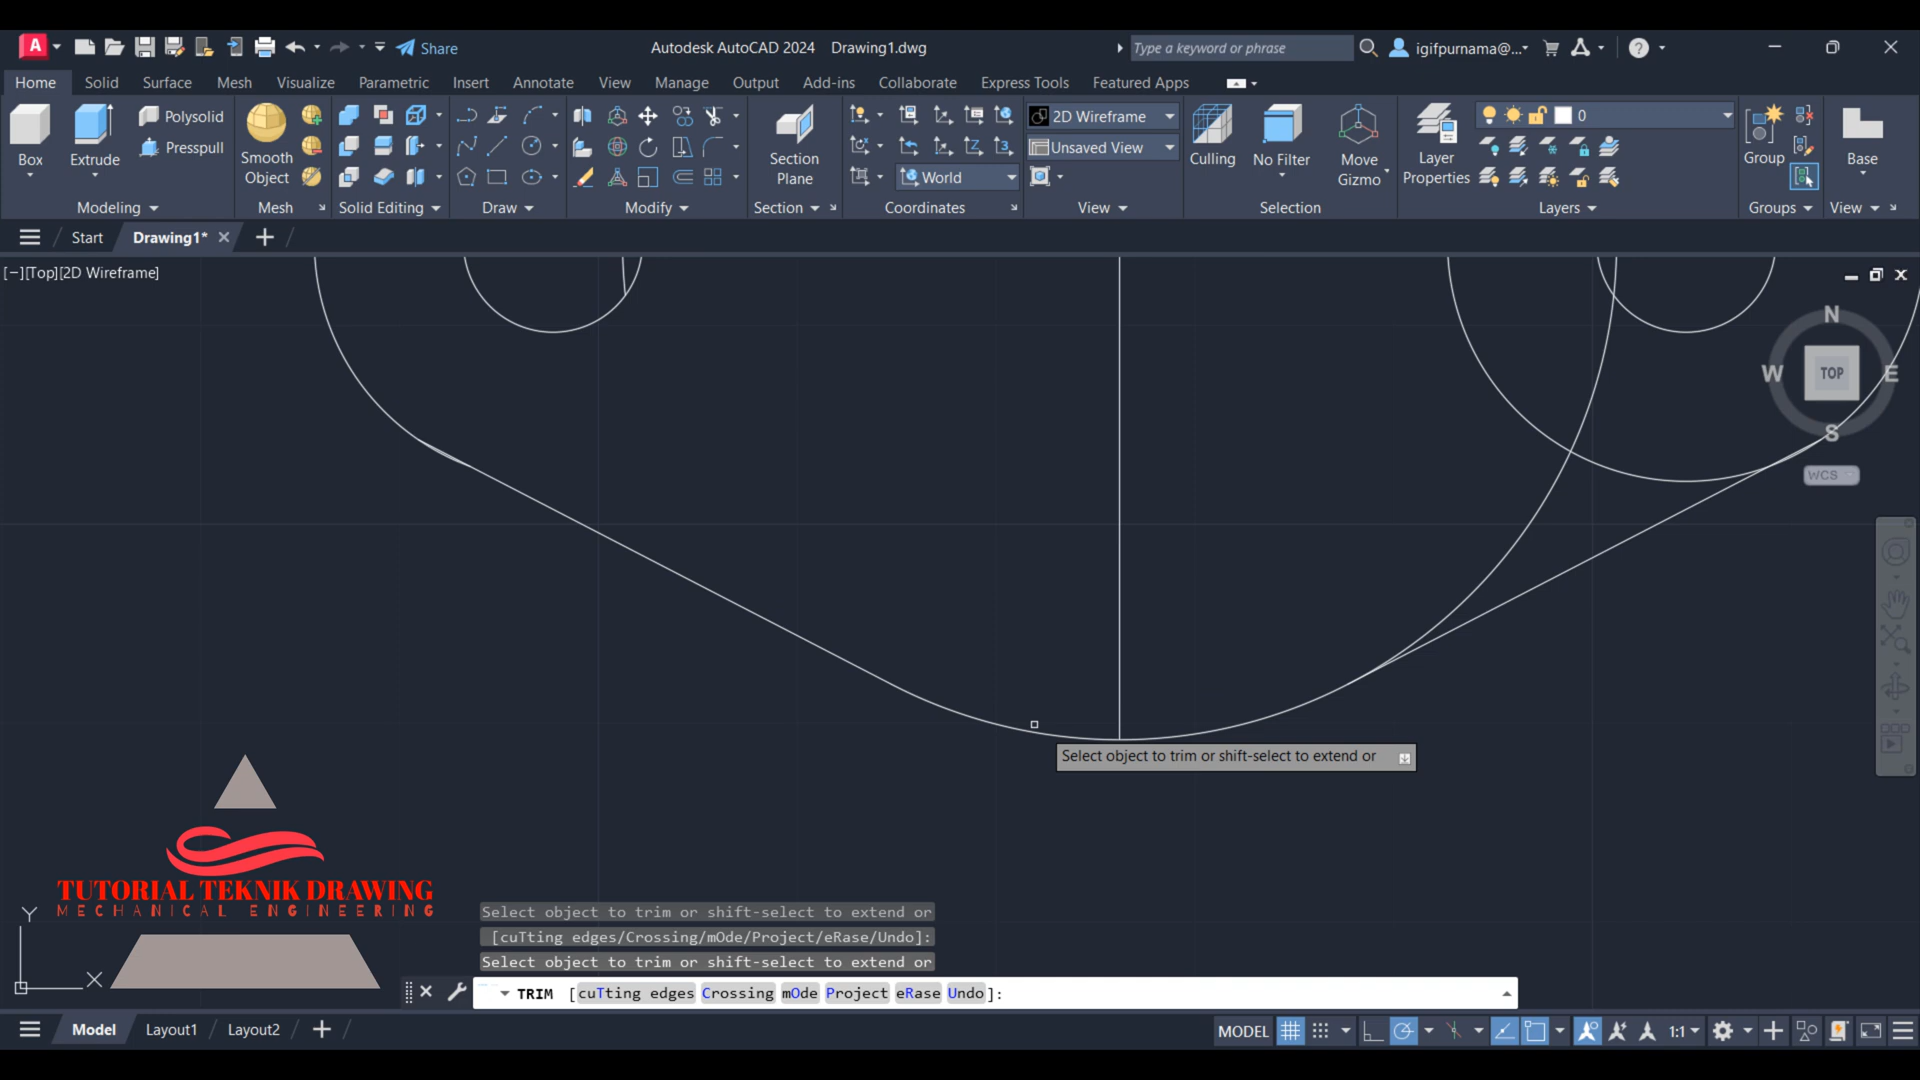 A Share Autodesk AutoCAD 2024 Drawing1.dwg Type a keyword or phrase igifpurnama@...
Home Solid Surface Mesh Visualize Parametric Insert Annotate View Manage Output Add-ins Collaborate Express Tools Featured Apps
Polysolid 2D Wireframe 0
Presspull Unsaved View
Box Extrude Smooth Object Section Plane Culling No Filter Move Gizmo Layer Properties Group Base
World
Modeling Mesh Solid Editing Draw Modify Section Coordinates View Selection Layers Groups View
Start Drawing1*
[−][Top][2D Wireframe]
N
W TOP E
S
WCS
Select object to trim or shift-select to extend or
TUTORIAL TEKNIK DRAWING
MECHANICAL ENGINEERING
Y
X
Select object to trim or shift-select to extend or
[cuTting edges/Crossing/mOde/Project/eRase/Undo]:
Select object to trim or shift-select to extend or
TRIM [cuTting edges Crossing mOde Project eRase Undo]:
Model Layout1 Layout2 MODEL 1:1